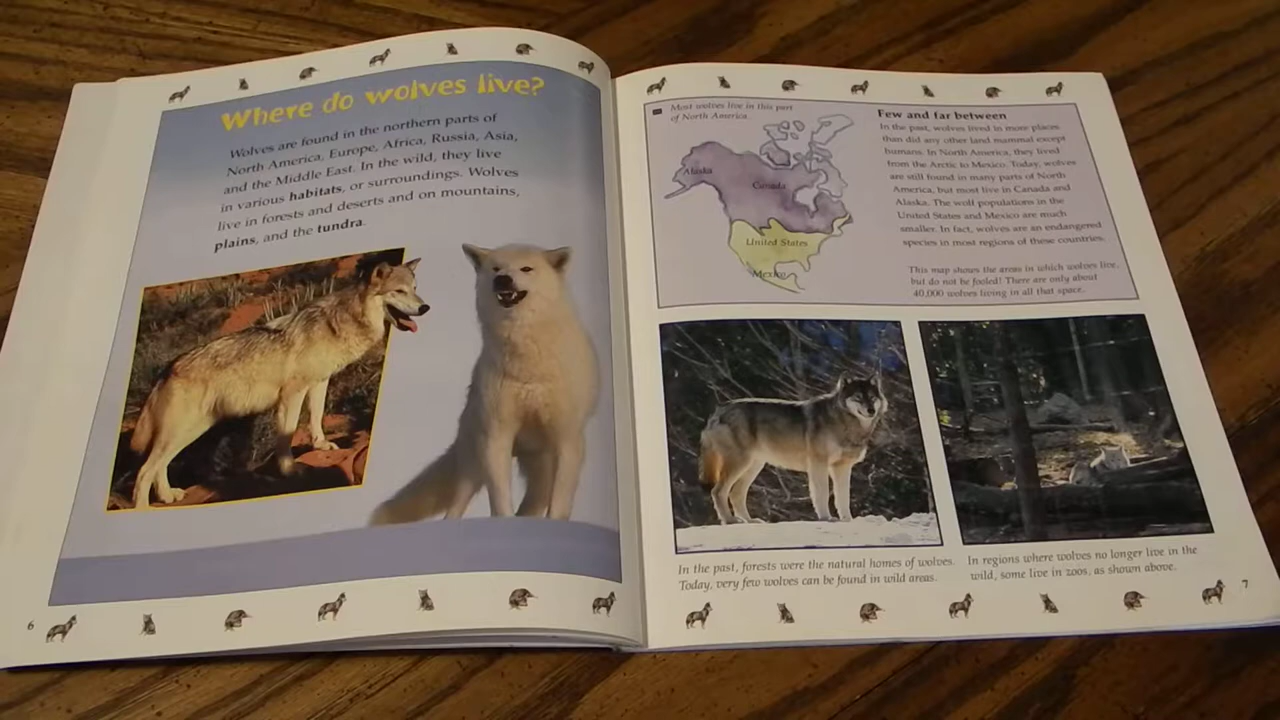 Where do wolves live?
Wolves are found in the northern parts of
North America, Europe, Africa, Russia, Asia,
and the Middle East. In the wild, they live
in various habitats, or surroundings. Wolves
live in forests and deserts and on mountains,
plains, and the tundra.
6
Most wolves live in this part
of North America.
Alaska
Canada
United States
Mexico
Few and far between
In the past, wolves lived in more places
than did any other land mammal except
humans. In North America, they lived
from the Arctic to Mexico. Today, wolves
are still found in many parts of North
America, but most live in Canada and
Alaska. The wolf populations in the
United States and Mexico are much
smaller. In fact, wolves are an endangered
species in most regions of these countries.
This map shows the areas in which wolves live,
but do not be fooled! There are only about
40,000 wolves living in all that space.
In the past, forests were the natural homes of wolves.
Today, very few wolves can be found in wild areas.
In regions where wolves no longer live in the
wild, some live in zoos, as shown above.
7